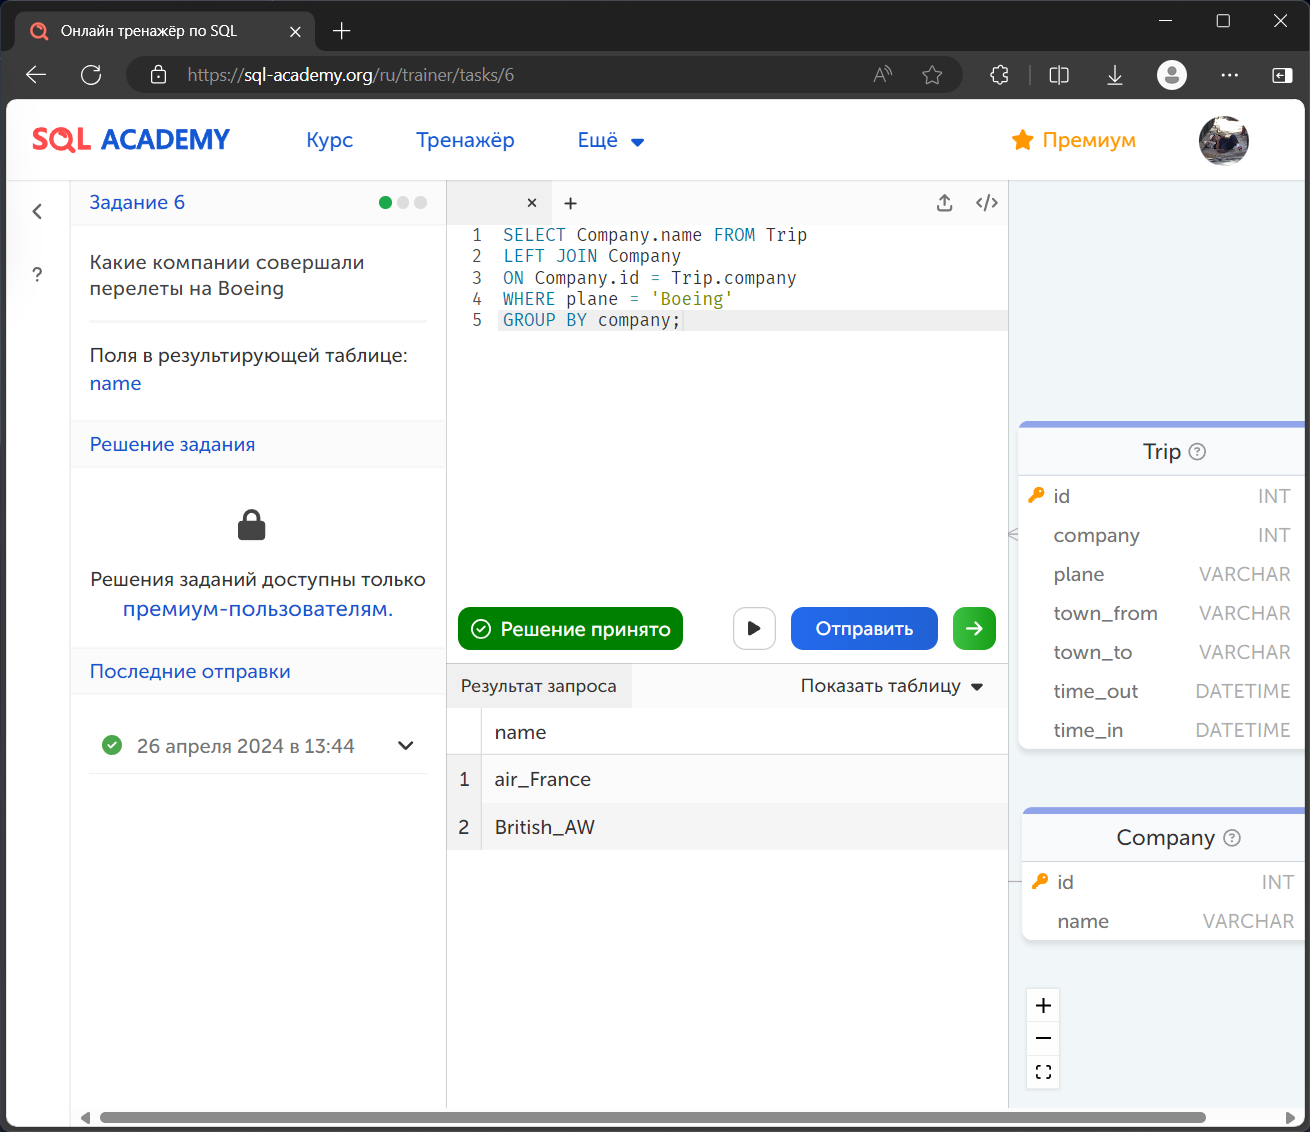 Онлайн тренажёр по SQL
https://sql-academy.org/ru/trainer/tasks/6
SQL ACADEMY
Курс
Тренажёр
Ещё
Премиум
Задание 6
Какие компании совершали
перелеты на Boeing
Поля в результирующей таблице:
name
Решение задания
Решения заданий доступны только
премиум-пользователям.
Последние отправки
26 апреля 2024 в 13:44
1 SELECT Company.name FROM Trip
2 LEFT JOIN Company
3 ON Company.id = Trip.company
4 WHERE plane = 'Boeing'
5 GROUP BY company;
Решение принято
Отправить
Результат запроса
Показать таблицу
name
1 air_France
2 British_AW
Trip
id INT
company INT
plane VARCHAR
town_from VARCHAR
town_to VARCHAR
time_out DATETIME
time_in DATETIME
Company
id INT
name VARCHAR